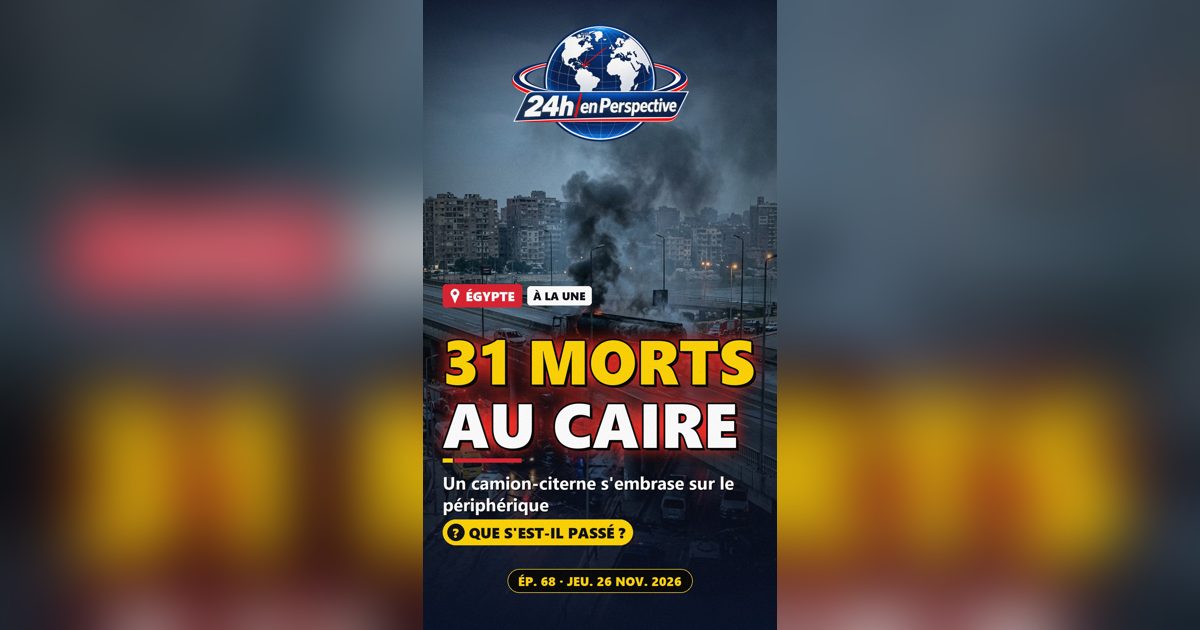 24h/en Perspective
ÉGYPTE
À LA UNE
31 MORTS
AU CAIRE
Un camion-citerne s'embrase sur le
périphérique
? QUE S'EST-IL PASSÉ ?
ÉP. 68 · JEU. 26 NOV. 2026